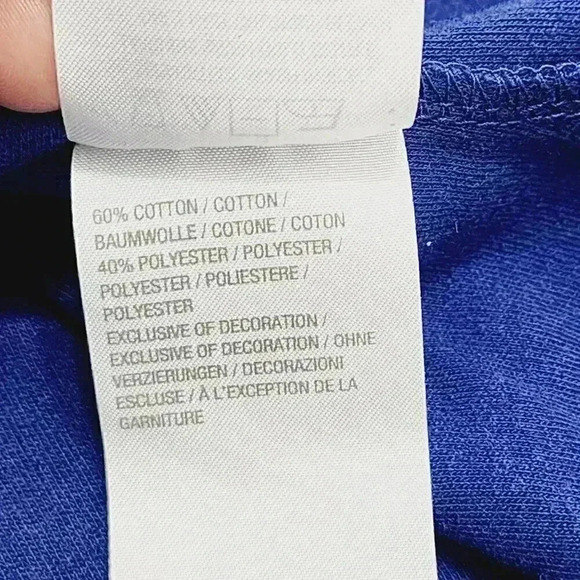 60% COTTON / COTTON /
BAUMWOLLE / COTONE / COTON
40% POLYESTER / POLYESTER /
POLYESTER / POLIESTERE /
POLYESTER
EXCLUSIVE OF DECORATION /
EXCLUSIVE OF DECORATION / OHNE
VERZIERUNGEN / DECORAZIONI
ESCLUSE / À L'EXCEPTION DE LA
GARNITURE